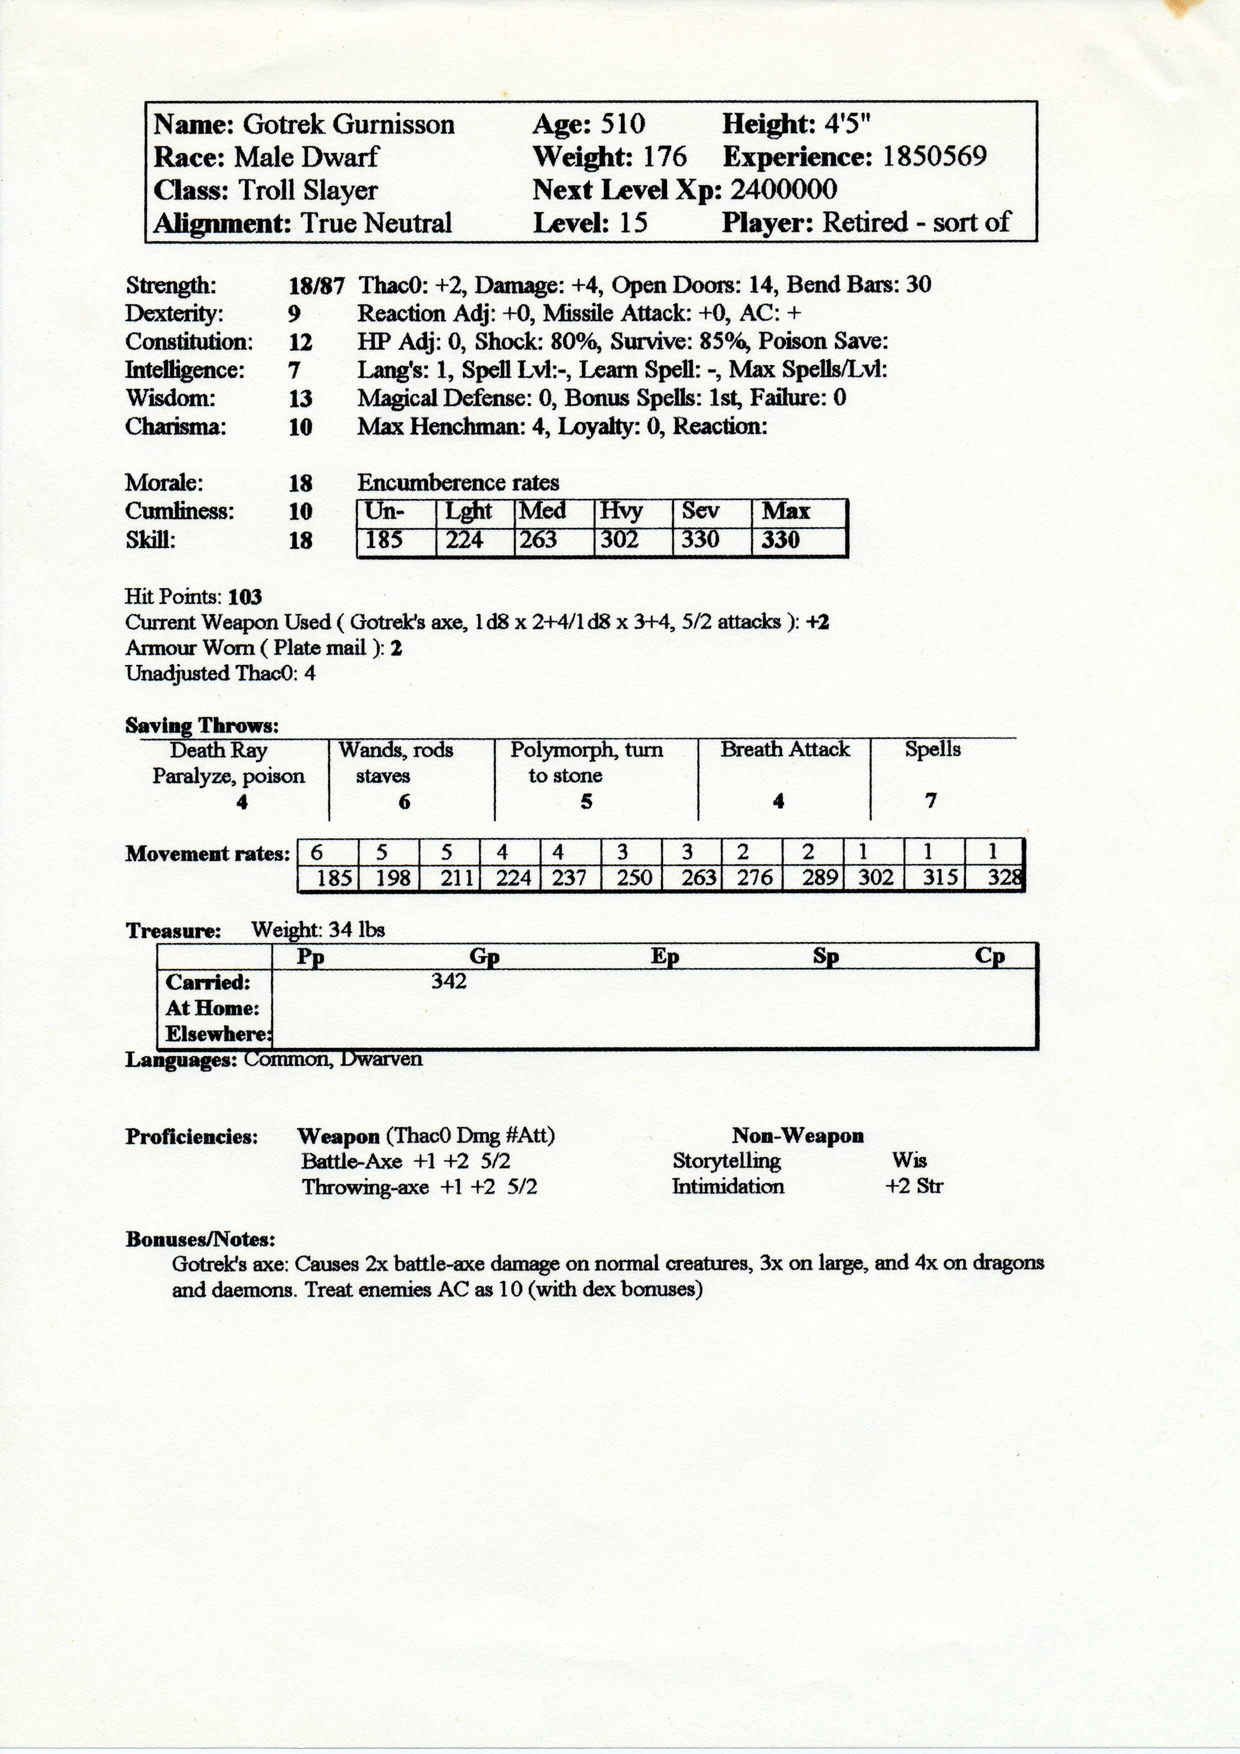 Name: Gotrek Gurnisson Age: 510 Height: 4'5"
Race: Male Dwarf Weight: 176 Experience: 1850569
Class: Troll Slayer Next Level Xp: 2400000
Alignment: True Neutral Level: 15 Player: Retired - sort of
Strength: 18/87 Thac0: +2, Damage: +4, Open Doors: 14, Bend Bars: 30
Dexterity: 9 Reaction Adj: +0, Missile Attack: +0, AC: +
Constitution: 12 HP Adj: 0, Shock: 80%, Survive: 85%, Poison Save:
Intelligence: 7 Lang's: 1, Spell Lvl:-, Learn Spell: -, Max Spells/Lvl:
Wisdom: 13 Magical Defense: 0, Bonus Spells: 1st, Failure: 0
Charisma: 10 Max Henchman: 4, Loyalty: 0, Reaction:
Morale: 18 Encumberence rates
Cumliness: 10 Un- Lght Med Hvy Sev Max
Skill: 18 185 224 263 302 330 330
Hit Points: 103
Current Weapon Used ( Gotrek's axe, 1d8 x 2+4/1d8 x 3+4, 5/2 attacks ): +2
Armour Worn ( Plate mail ): 2
Unadjusted Thac0: 4
Saving Throws:
Death Ray Wands, rods Polymorph, turn Breath Attack Spells
Paralyze, poison staves to stone
4 6 5 4 7
Movement rates: 6 5 5 4 4 3 3 2 2 1 1 1
185 198 211 224 237 250 263 276 289 302 315 328
Treasure: Weight: 34 lbs
Pp Gp Ep Sp Cp
Carried: 342
At Home:
Elsewhere:
Languages: Common, Dwarven
Proficiencies: Weapon (Thac0 Dmg #Att) Non-Weapon
Battle-Axe +1 +2 5/2 Storytelling Wis
Throwing-axe +1 +2 5/2 Intimidation +2 Str
Bonuses/Notes:
Gotrek's axe: Causes 2x battle-axe damage on normal creatures, 3x on large, and 4x on dragons
and daemons. Treat enemies AC as 10 (with dex bonuses)